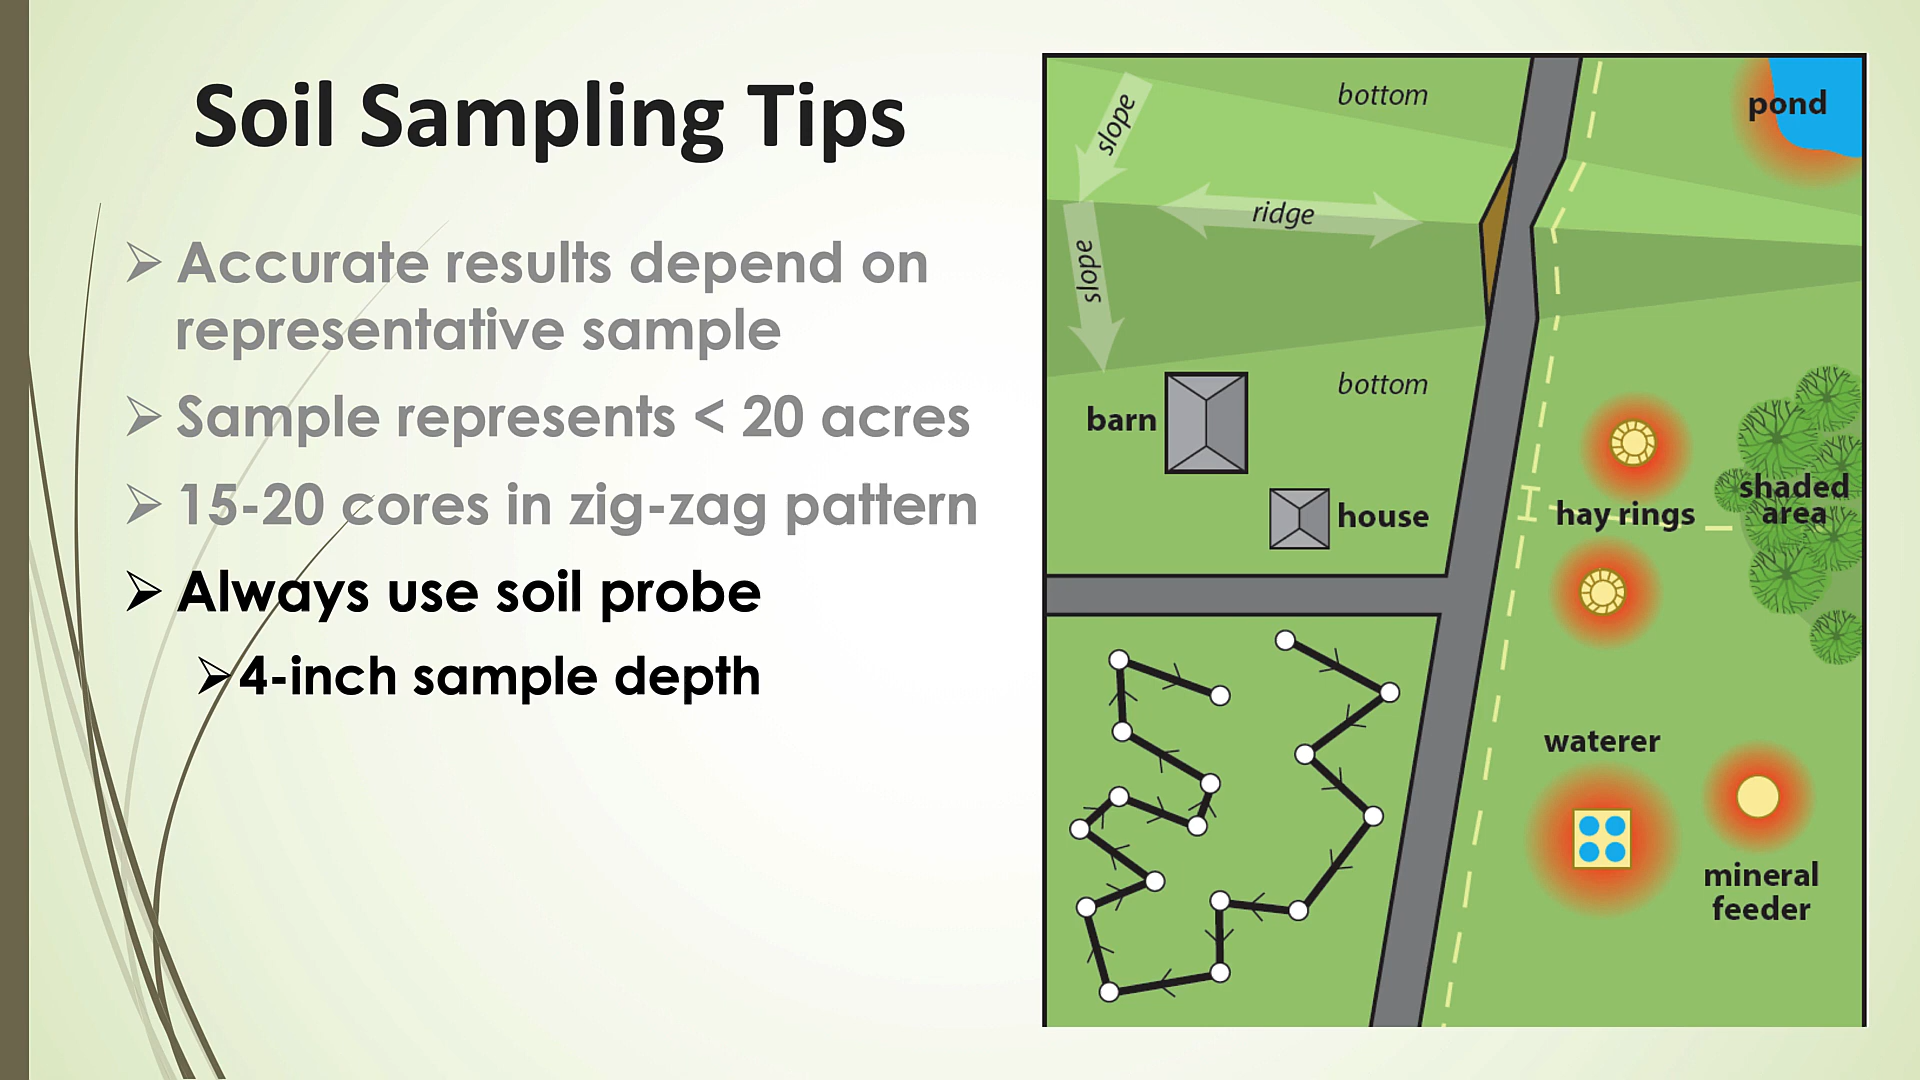 Soil Sampling Tips
Accurate results depend on
representative sample
Sample represents < 20 acres
15-20 cores in zig-zag pattern
Always use soil probe
4-inch sample depth
bottom
pond
slope
ridge
slope
bottom
barn
house
hay rings
shaded
area
waterer
mineral
feeder